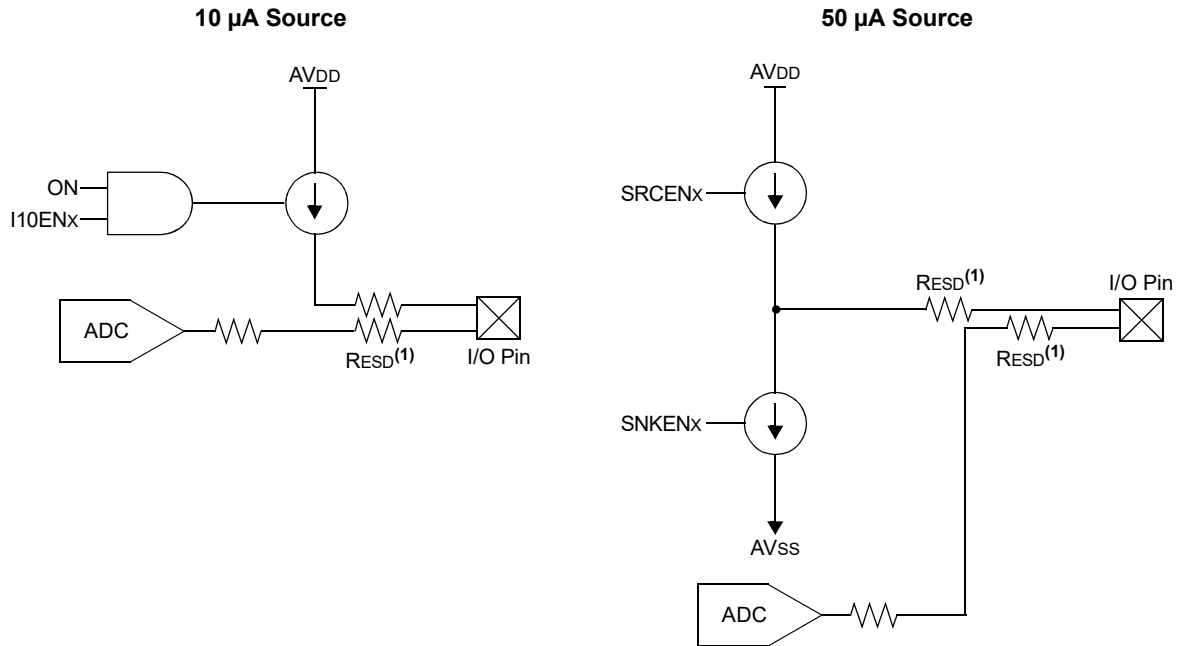 10 µA Source
AVDD
ON
I10ENx
ADC
RESD(1)
I/O Pin
50 µA Source
AVDD
SRCENx
RESD(1)
I/O Pin
RESD(1)
SNKENx
AVSS
ADC